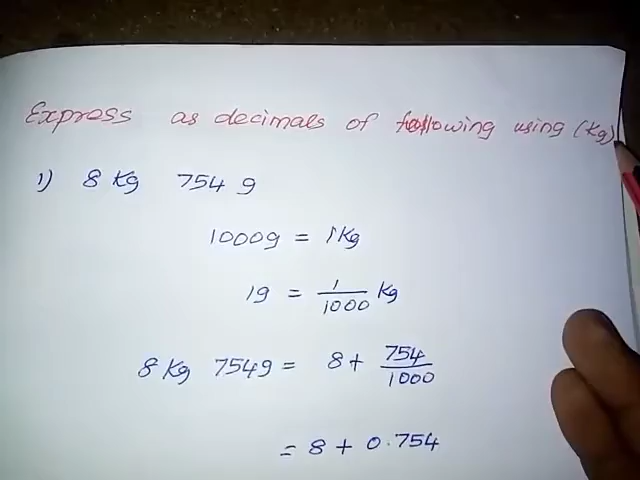 Express as decimals of following using (Kg)
1) 8 Kg 754 g
1000g = 1Kg
1g = 1/1000 Kg
8 Kg 754g = 8 + 754/1000
= 8 + 0.754